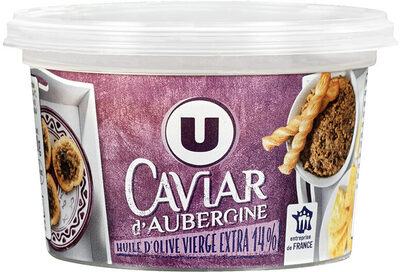 U
CAVIAR
d'AUBERGINE
HUILE D'OLIVE VIERGE EXTRA 14%
entreprise
de FRANCE